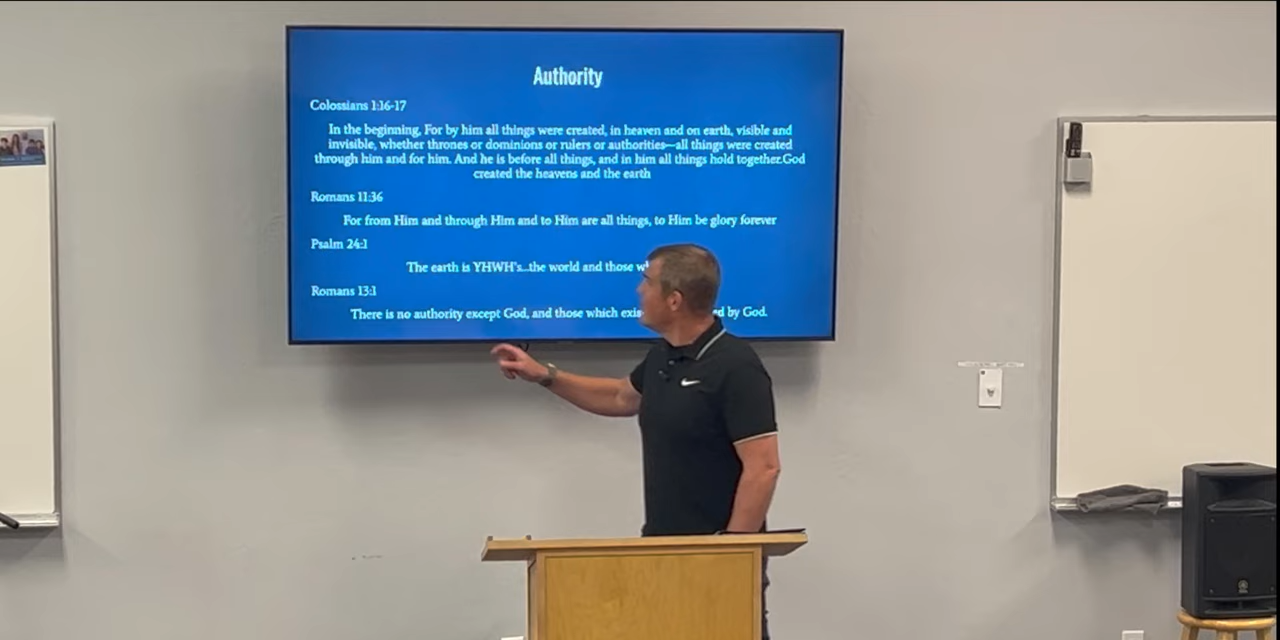 Authority
Colossians 1:16-17
In the beginning, For by him all things were created, in heaven and on earth, visible and
invisible, whether thrones or dominions or rulers or authorities—all things were created
through him and for him. And he is before all things, and in him all things hold together.God
created the heavens and the earth
Romans 11:36
For from Him and through Him and to Him are all things, to Him be glory forever
Psalm 24:1
The earth is YHWH's...the world and those
Romans 13:1
There is no authority except God, and those which by God.